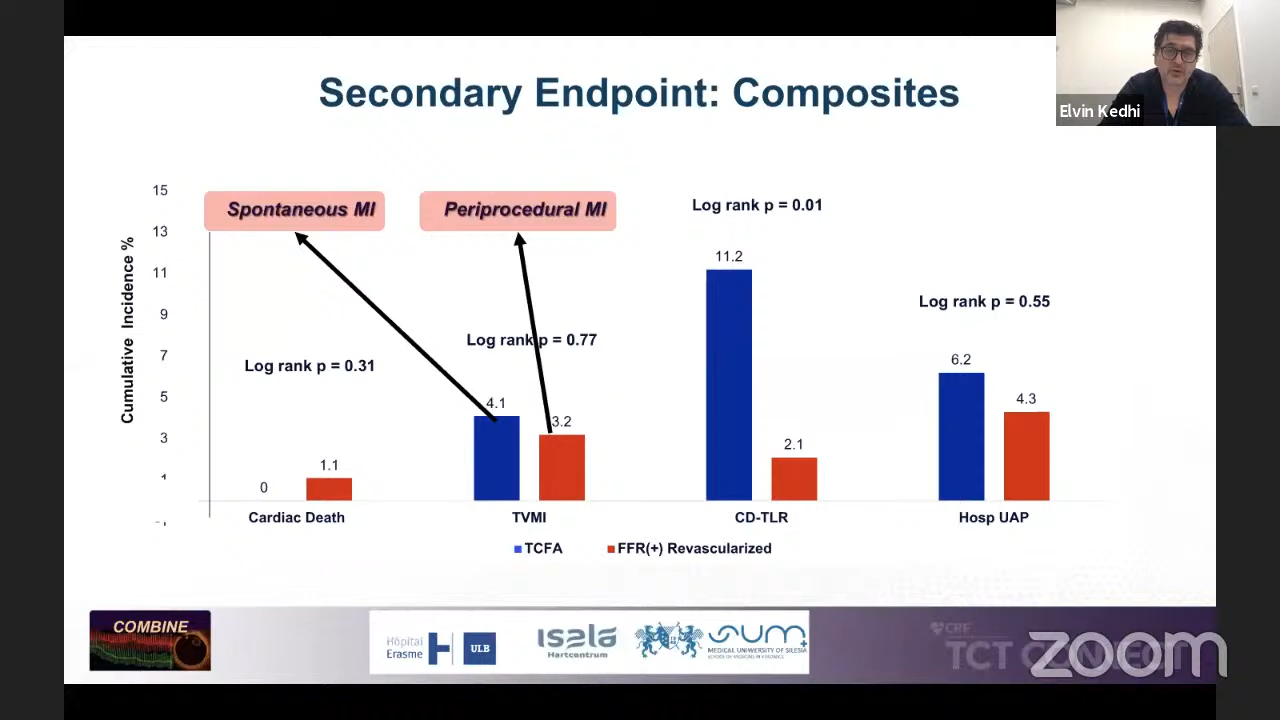 Secondary Endpoint: Composites
Elvin Kedhi
Spontaneous MI
Periprocedural MI
Log rank p = 0.01
Log rank p = 0.55
Log rank p = 0.77
Log rank p = 0.31
Cumulative Incidence %
15
13
11
9
7
5
3
0
1.1
4.1
3.2
11.2
2.1
6.2
4.3
Cardiac Death
TVMI
CD-TLR
Hosp UAP
TCFA
FFR(+) Revascularized
COMBINE
Hôpital
Erasme
ULB
isala
Hartcentrum
SUM
MEDICAL UNIVERSITY OF SILESIA
CRF
TCT CONNECT
zoom